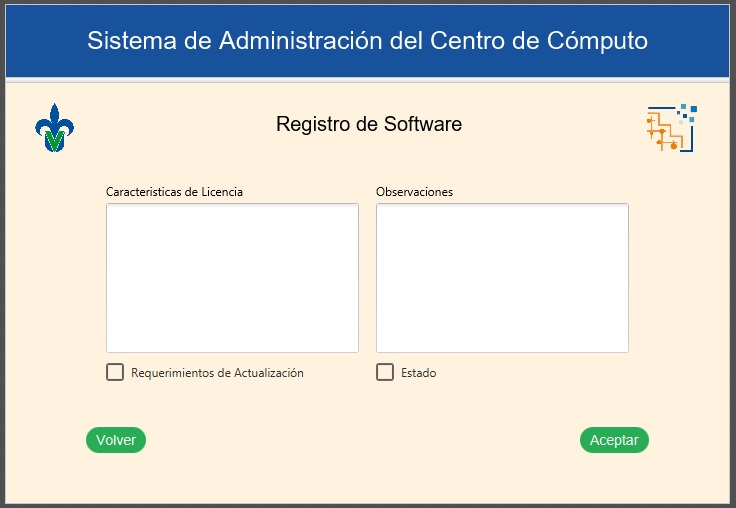 Sistema de Administración del Centro de Cómputo
Registro de Software
Caracteristicas de Licencia
Observaciones
Requerimientos de Actualización
Estado
Volver
Aceptar